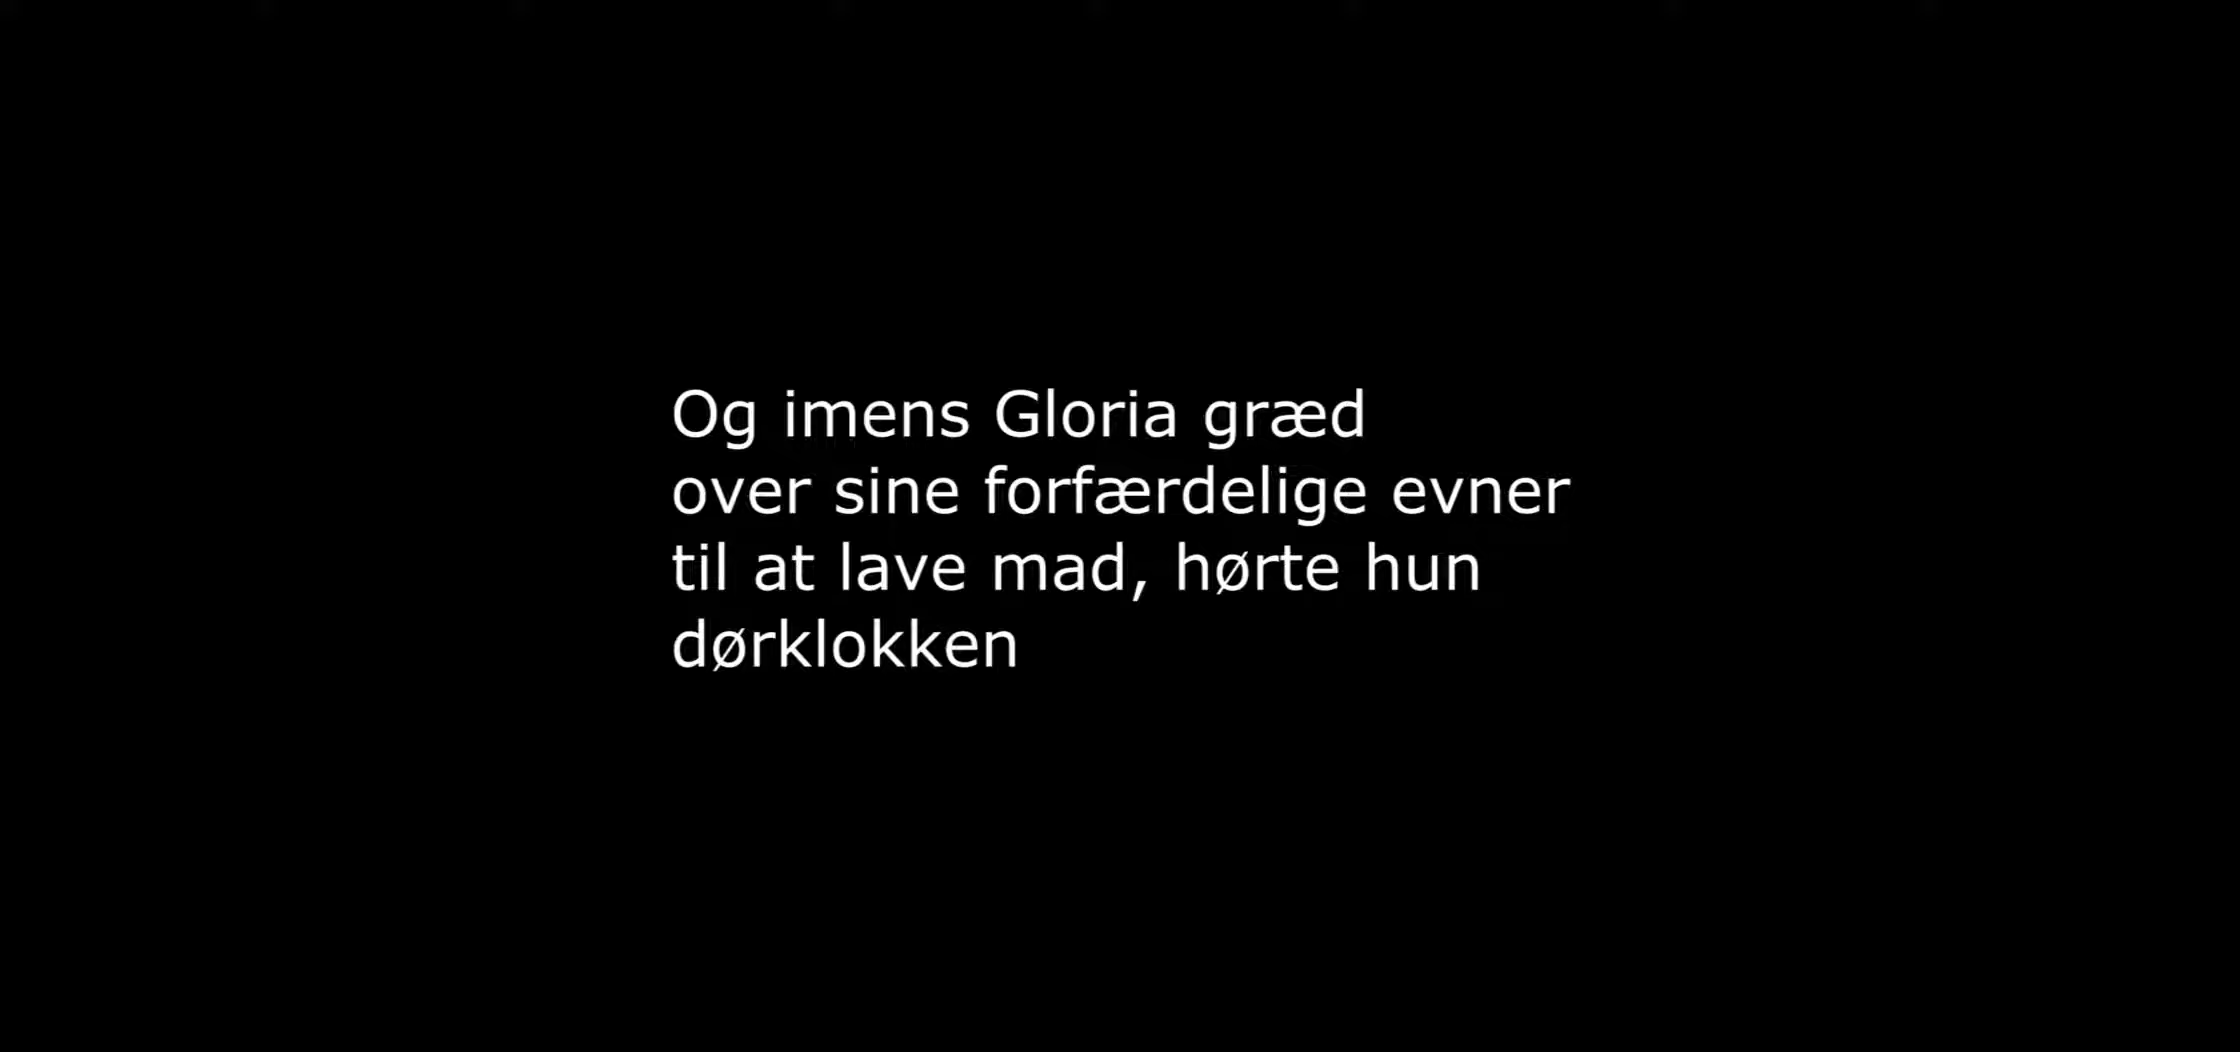 Og imens Gloria græd
over sine forfærdelige evner
til at lave mad, hørte hun
dørklokken